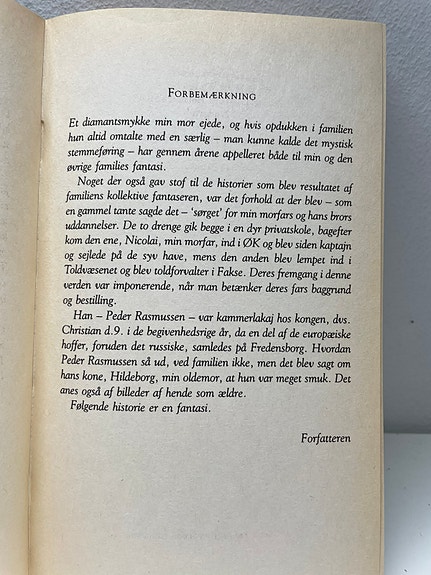 FORBEMÆRKNING
Et diamantsmykke min mor ejede, og hvis opdukken i familien
hun altid omtalte med en særlig – man kunne kalde det mystisk
stemmeføring – har gennem årene appelleret både til min og den
øvrige families fantasi.
Noget der også gav stof til de historier som blev resultatet af
familiens kollektive fantaseren, var det forhold at der blev – som
en gammel tante sagde det – ‘sørget’ for min morfars og hans brors
uddannelser. De to drenge gik begge i en dyr privatskole, bagefter
kom den ene, Nicolai, min morfar, ind i ØK og blev siden kaptajn
og sejlede på de syv have, mens den anden blev lempet ind i
Toldvæsenet og blev toldforvalter i Fakse. Deres fremgang i denne
verden var imponerende, når man betænker deres fars baggrund
og bestilling.
Han – Peder Rasmussen – var kammerlakaj hos kongen, dvs.
Christian d.9. i de begivenhedsrige år, da en del af de europæiske
hoffer, foruden det russiske, samledes på Fredensborg. Hvordan
Peder Rasmussen så ud, ved familien ikke, men det blev sagt om
hans kone, Hildeborg, min oldemor, at hun var meget smuk. Det
anes også af billeder af hende som ældre.
Følgende historie er en fantasi.
Forfatteren